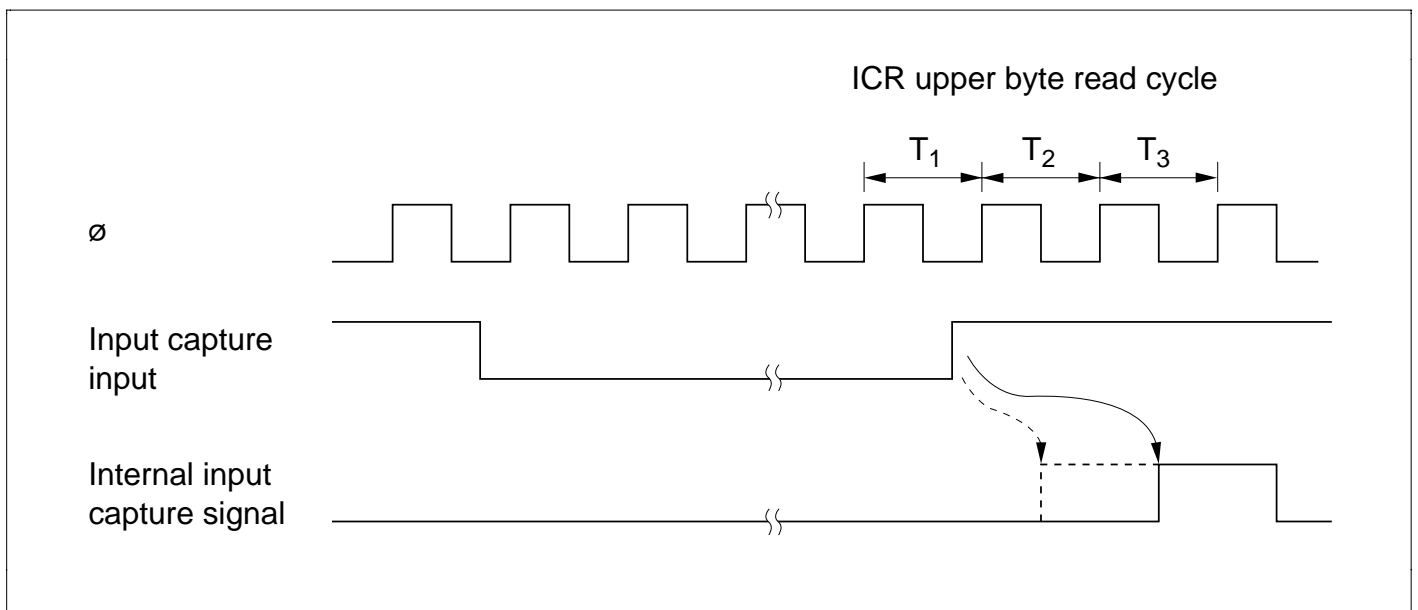 ICR upper byte read cycle
T1 T2 T3
ø
Input capture
input
Internal input
capture signal